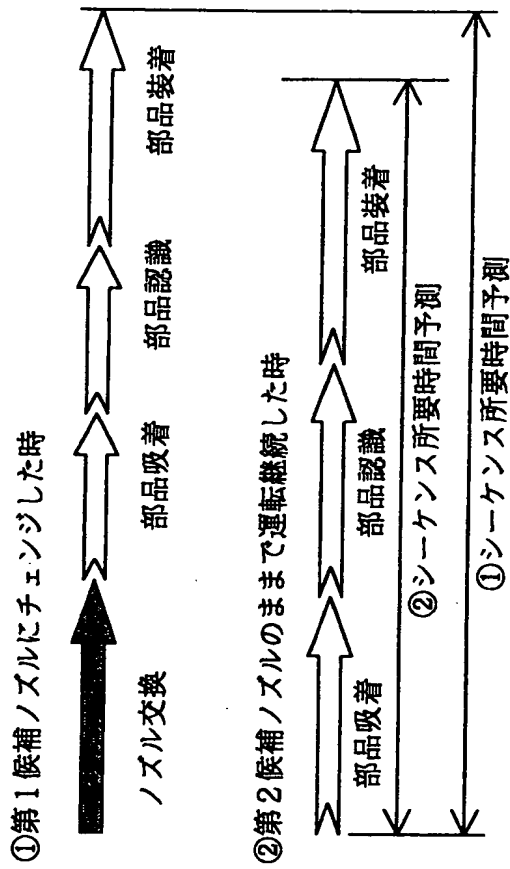 ①第1候補ノズルにチェンジした時
ノズル交換
部品吸着
部品認識
部品装着
②第2候補ノズルのままで運転継続した時
部品吸着
部品認識
部品装着
②シーケンス所要時間予測
①シーケンス所要時間予測